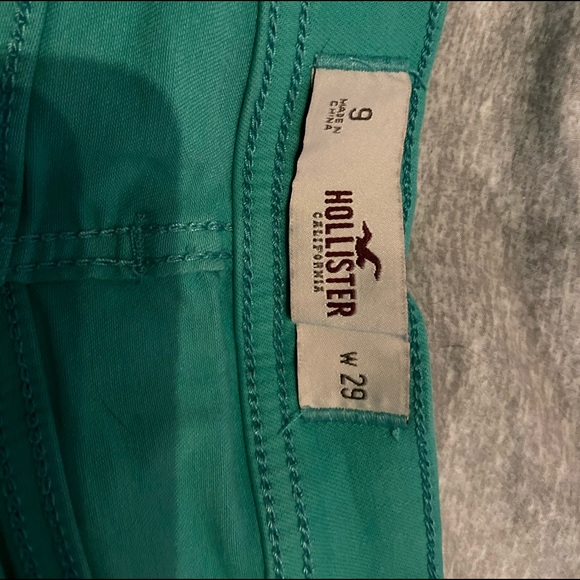 9
MADE IN
CHINA
HOLLISTER
CALIFORNIA
W 29